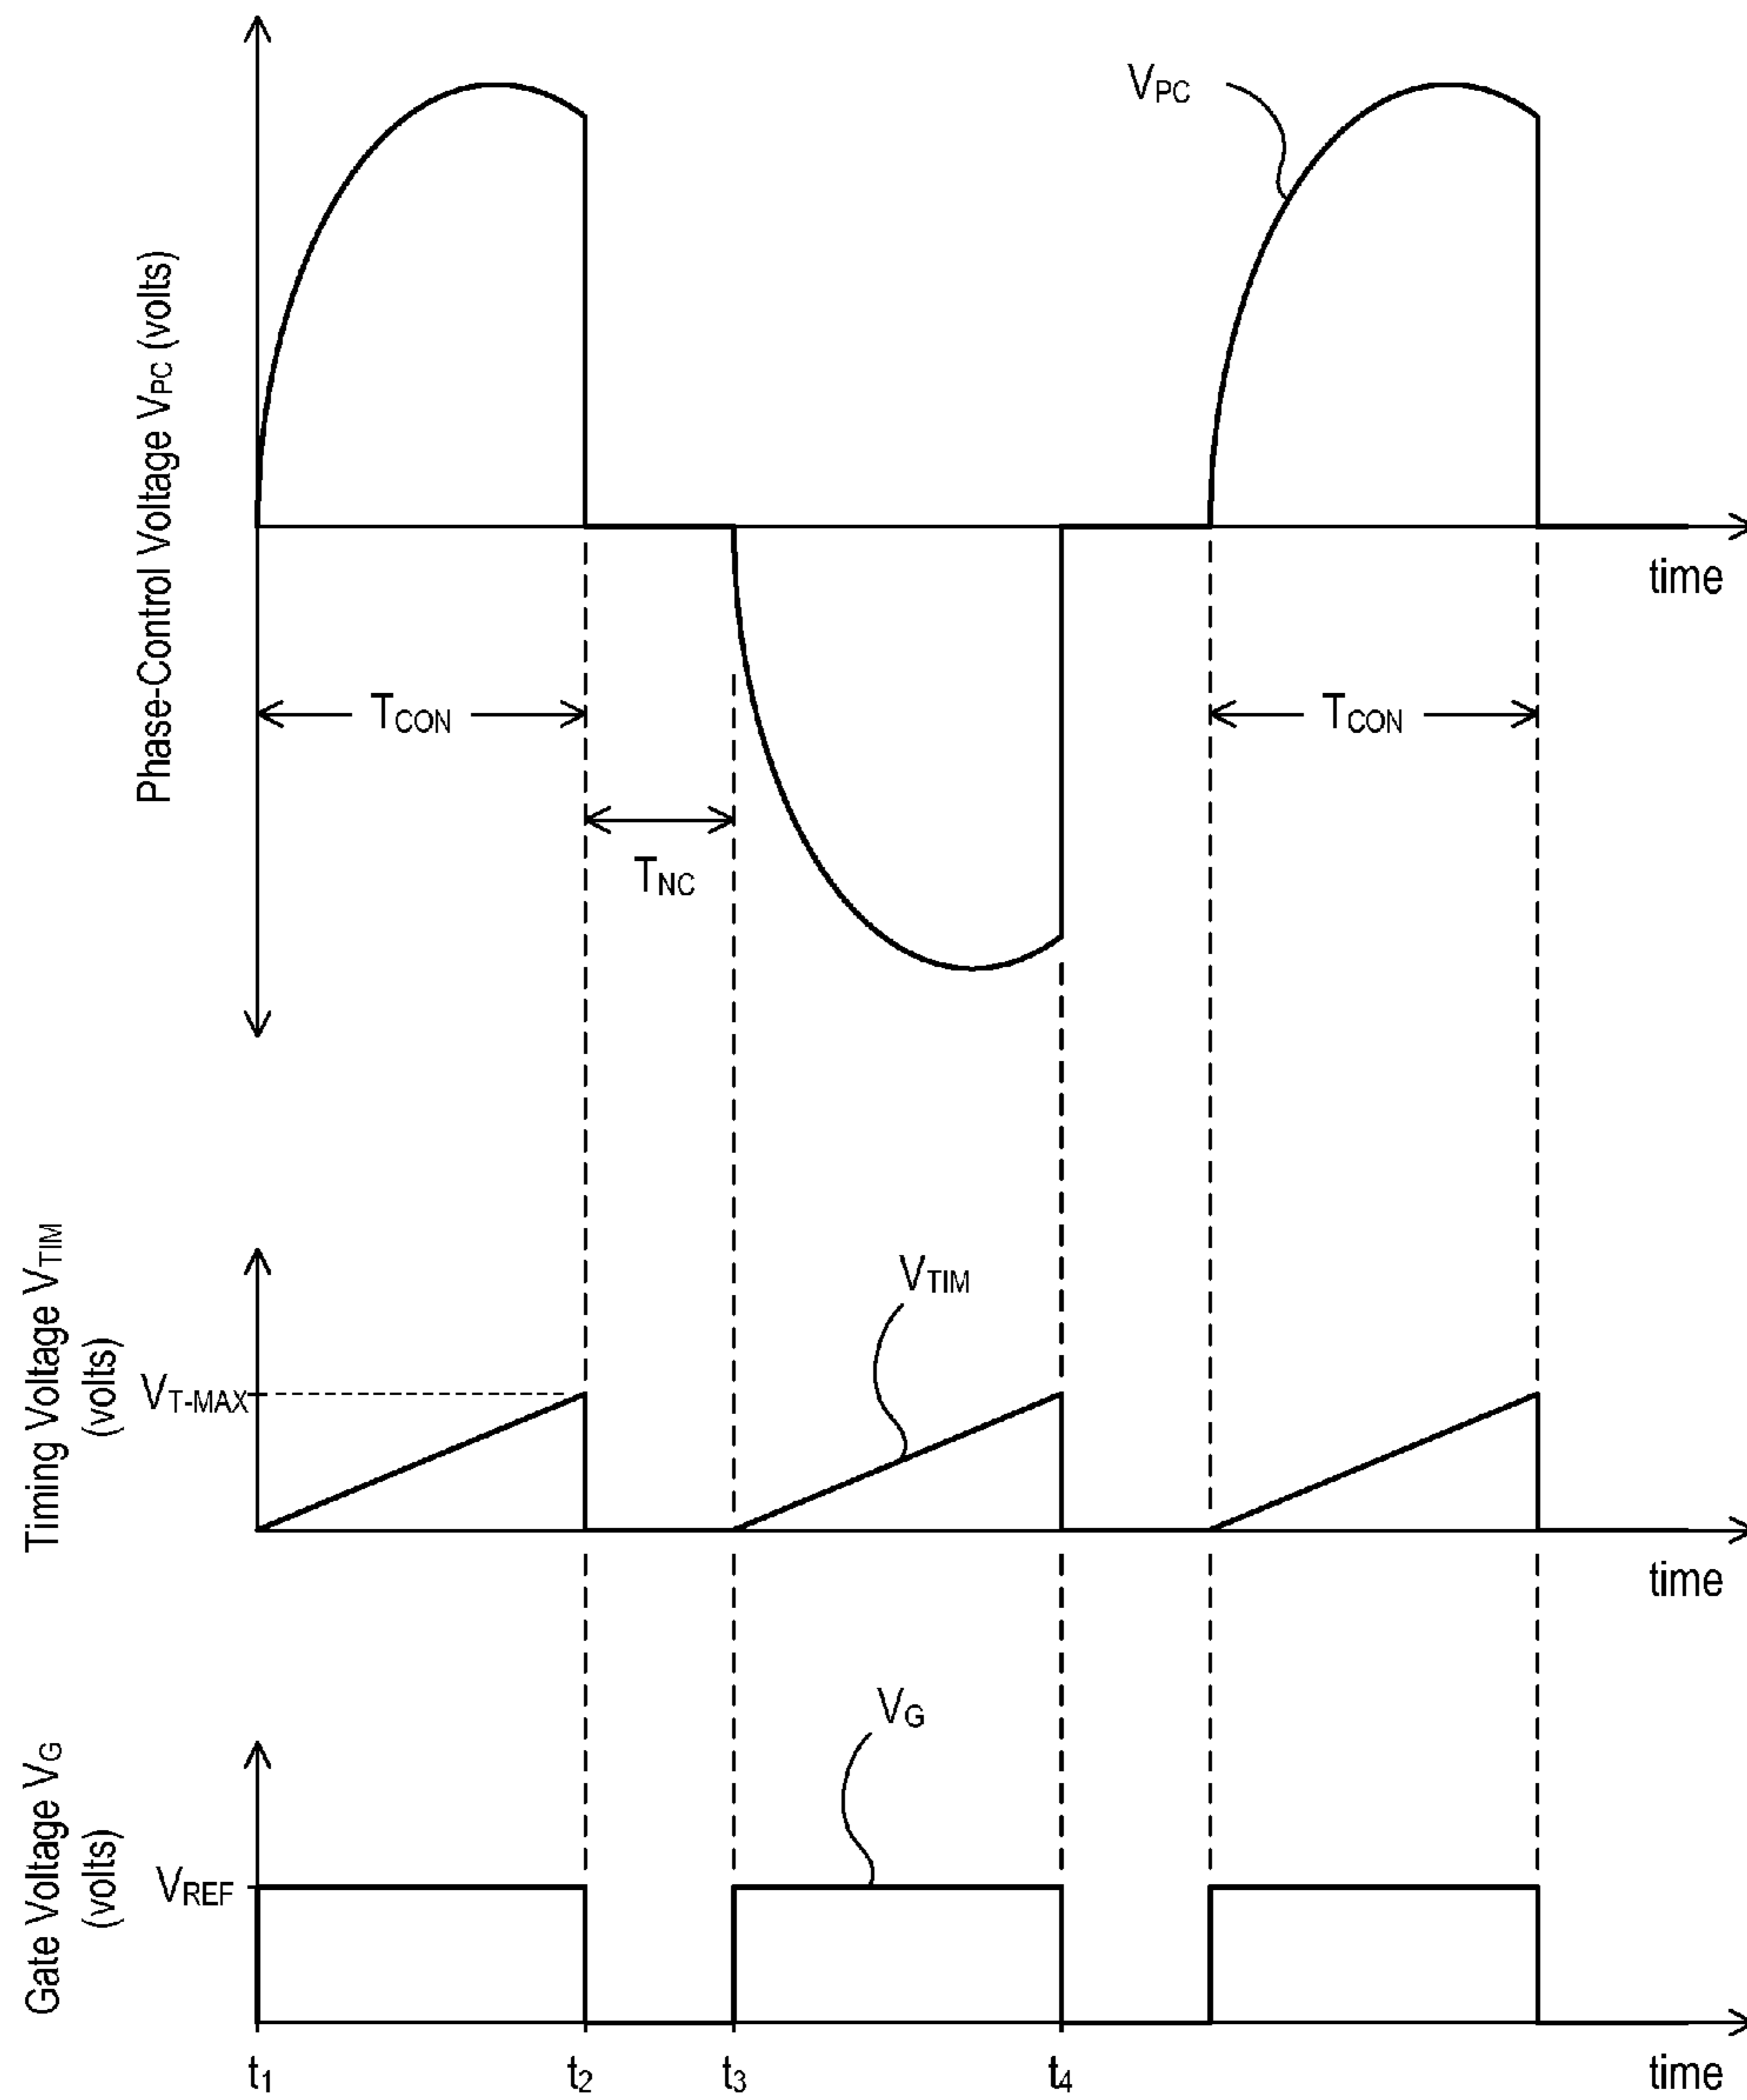 Phase-Control Voltage VPC (volts)
VPC
time
TCON
TCON
TNC
Timing Voltage VTIM
(volts)
VTIM
VT-MAX
time
Gate Voltage VG
(volts)
VG
VREF
t1
t2
t3
t4
time